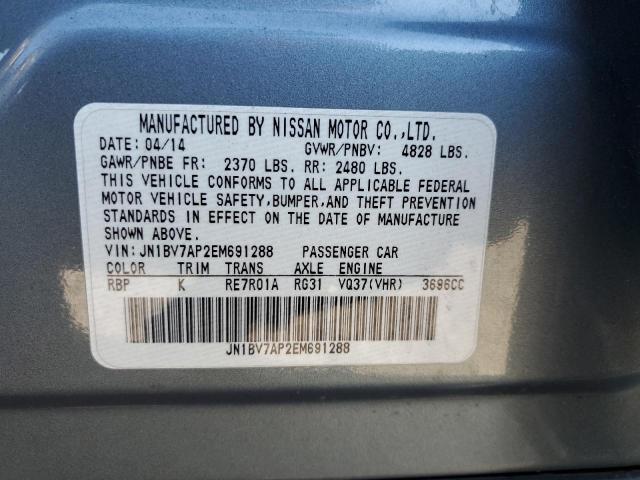 MANUFACTURED BY NISSAN MOTOR CO.,LTD.
DATE: 04/14 GVWR/PNBV: 4828 LBS.
GAWR/PNBE FR: 2370 LBS. RR: 2480 LBS.
THIS VEHICLE CONFORMS TO ALL APPLICABLE FEDERAL
MOTOR VEHICLE SAFETY,BUMPER,AND THEFT PREVENTION
STANDARDS IN EFFECT ON THE DATE OF MANUFACTURE
SHOWN ABOVE.
VIN:JN1BV7AP2EM691288 PASSENGER CAR
COLOR TRIM TRANS AXLE ENGINE
RBP K RE7R01A RG31 VQ37(VHR) 3696CC
JN1BV7AP2EM691288